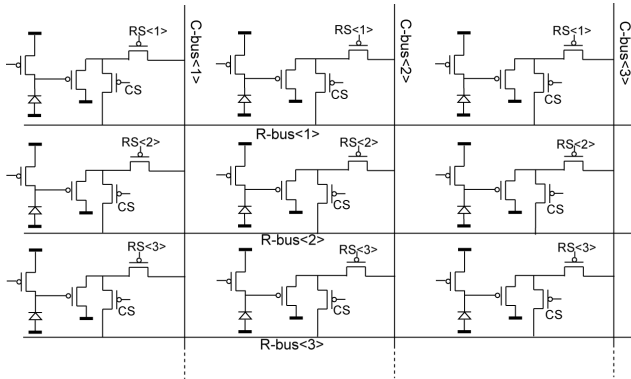 RS<1>
C-bus<1>
RS<1>
C-bus<2>
RS<1>
C-bus<3>
CS
CS
CS
R-bus<1>
RS<2>
RS<2>
RS<2>
CS
CS
CS
R-bus<2>
RS<3>
RS<3>
RS<3>
CS
CS
CS
R-bus<3>